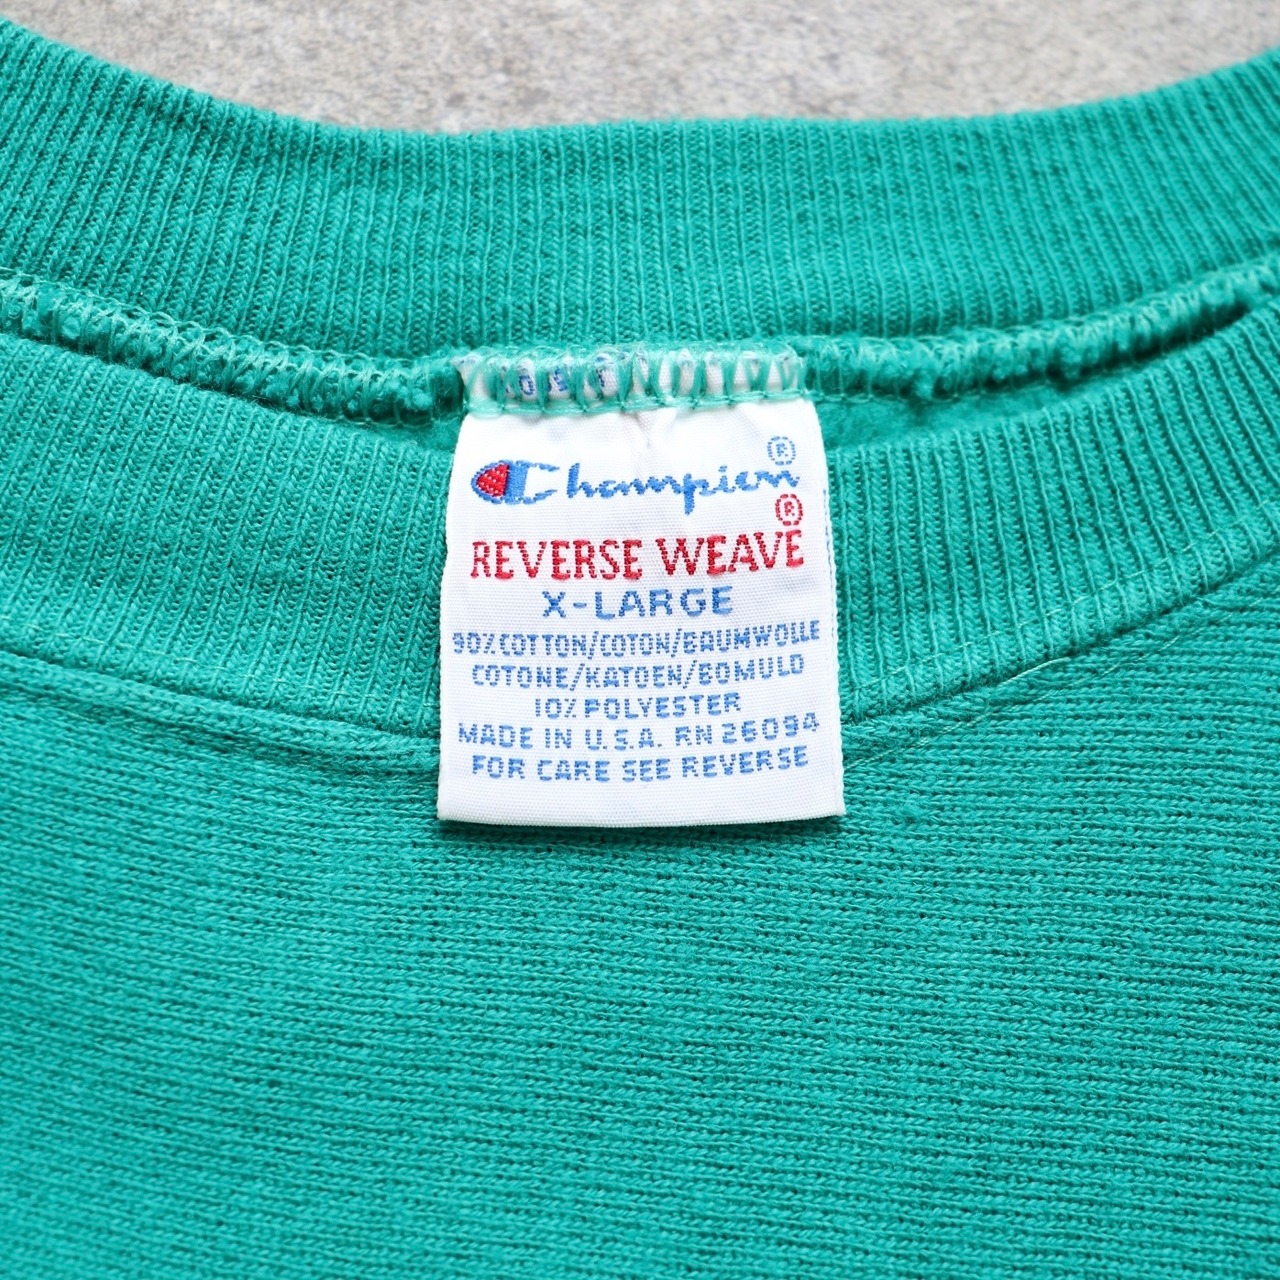 Champion®
REVERSE WEAVE®
X-LARGE
90% COTTON/COTON/BAUMWOLLE
COTONE/KATOEN/BOMULD
10% POLYESTER
MADE IN U.S.A. RN 26094
FOR CARE SEE REVERSE